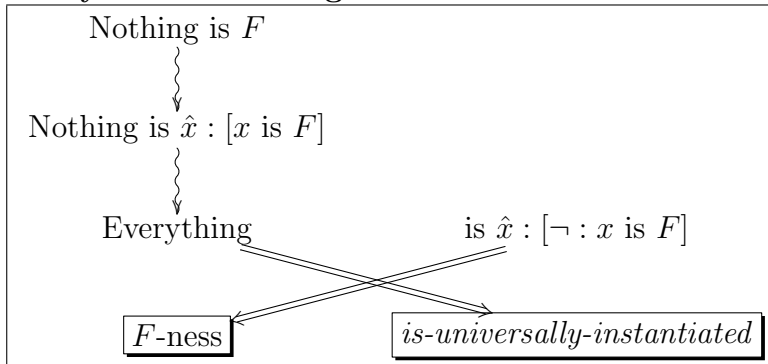 Nothing is F
Nothing is x̂ : [x is F]
Everything is x̂ : [¬ : x is F]
F-ness is-universally-instantiated